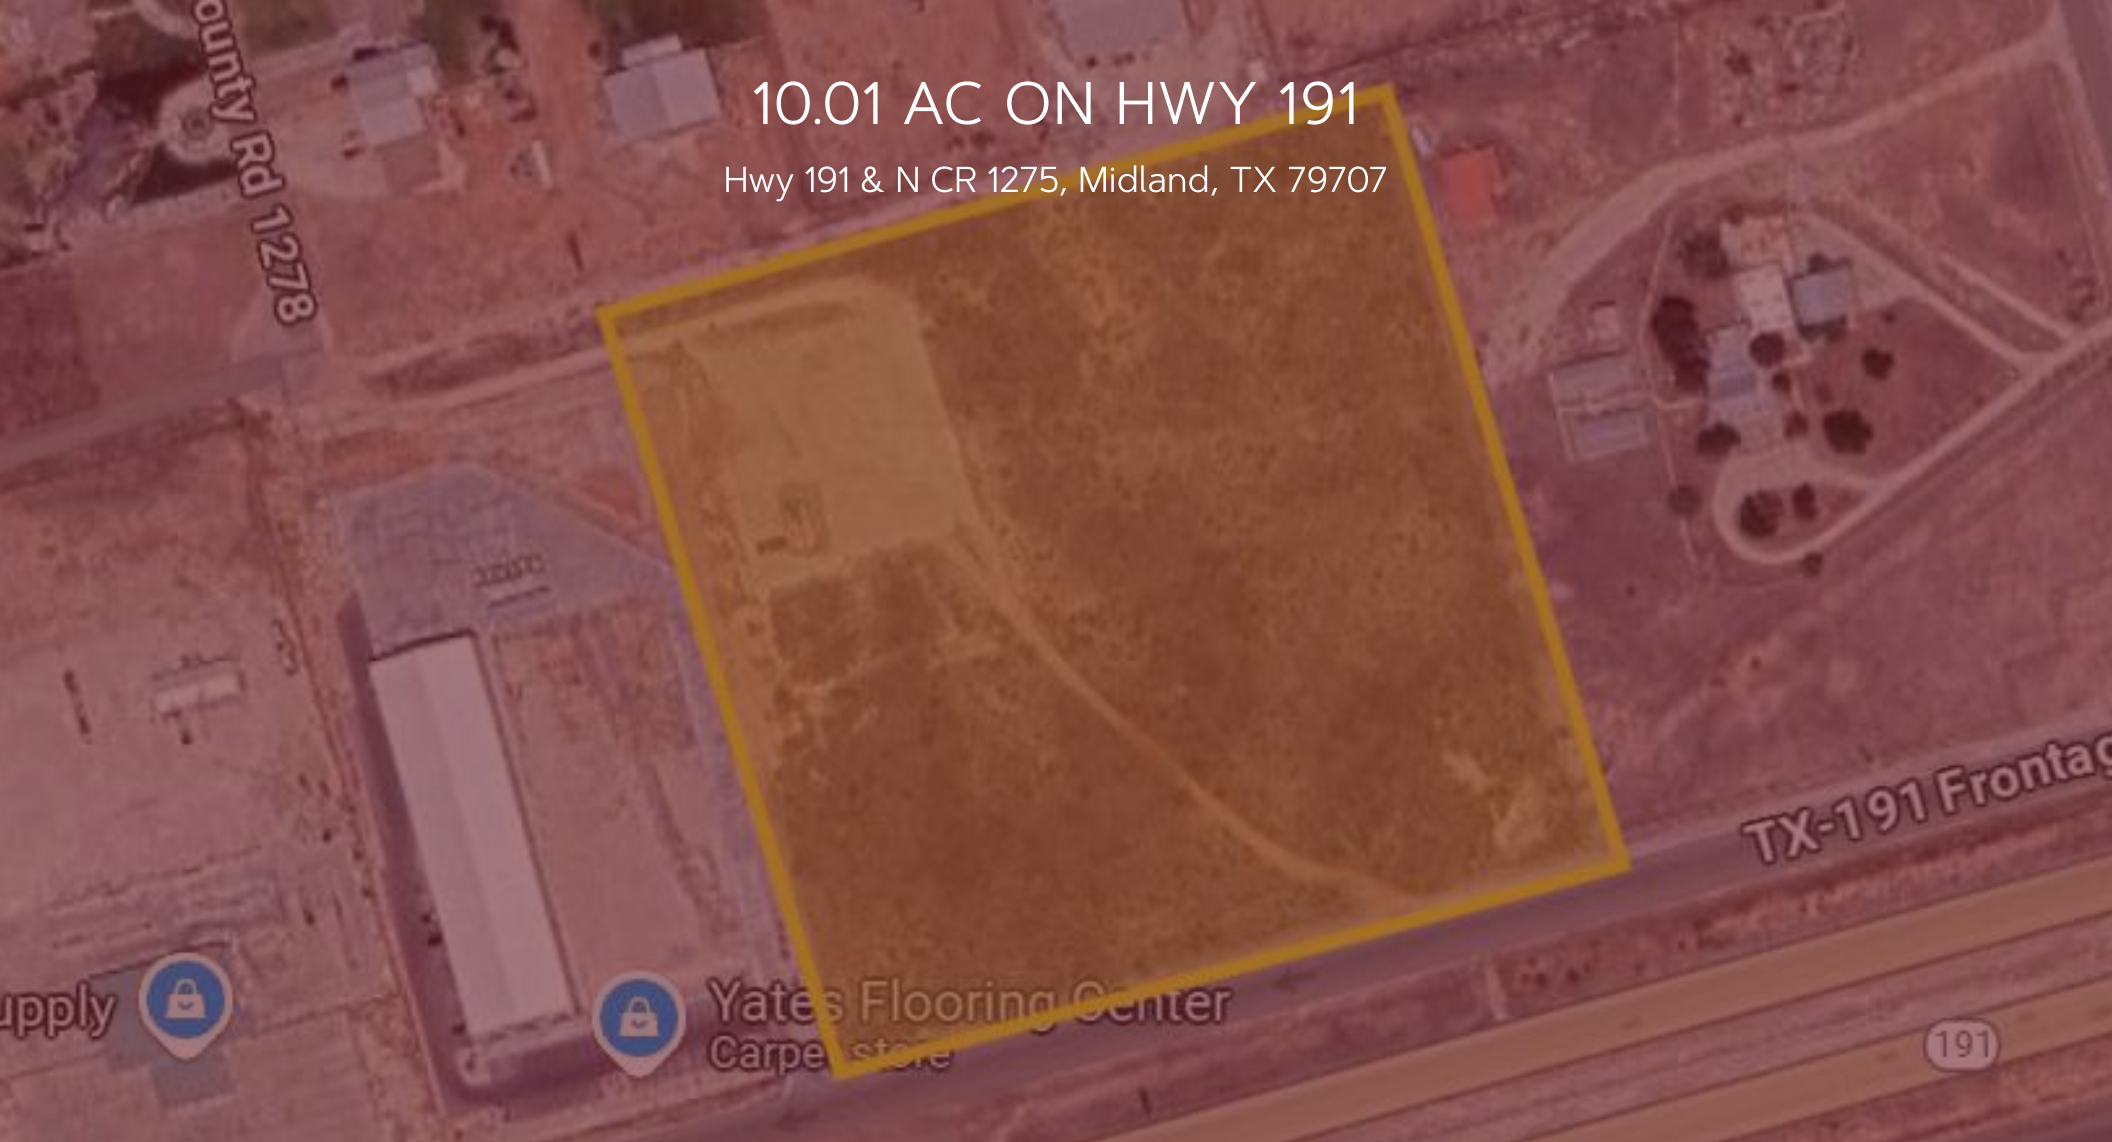 10.01 AC ON HWY 191
Hwy 191 & N CR 1275, Midland, TX 79707
ounty Rd 1278
TX-191 Frontag
upply
Yates Flooring Center
Carpet store
191